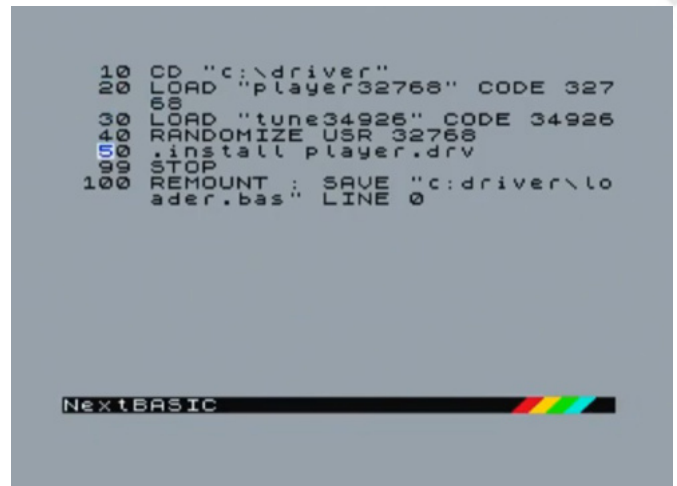 10 CD "c:\driver"
20 LOAD "player32768" CODE 327
68
30 LOAD "tune34926" CODE 34926
40 RANDOMIZE USR 32768
50 .install player.drv
99 STOP
100 REMOUNT : SAVE "c:driver\lo
ader.bas" LINE 0
NextBASIC